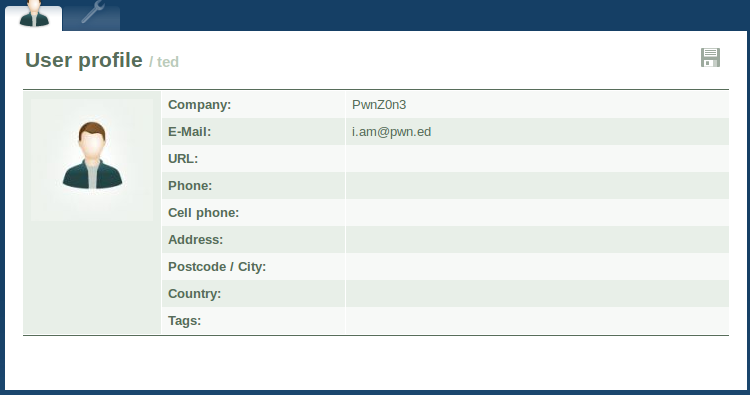 User profile / ted
Company: PwnZ0n3
E-Mail: i.am@pwn.ed
URL:
Phone:
Cell phone:
Address:
Postcode / City:
Country:
Tags: